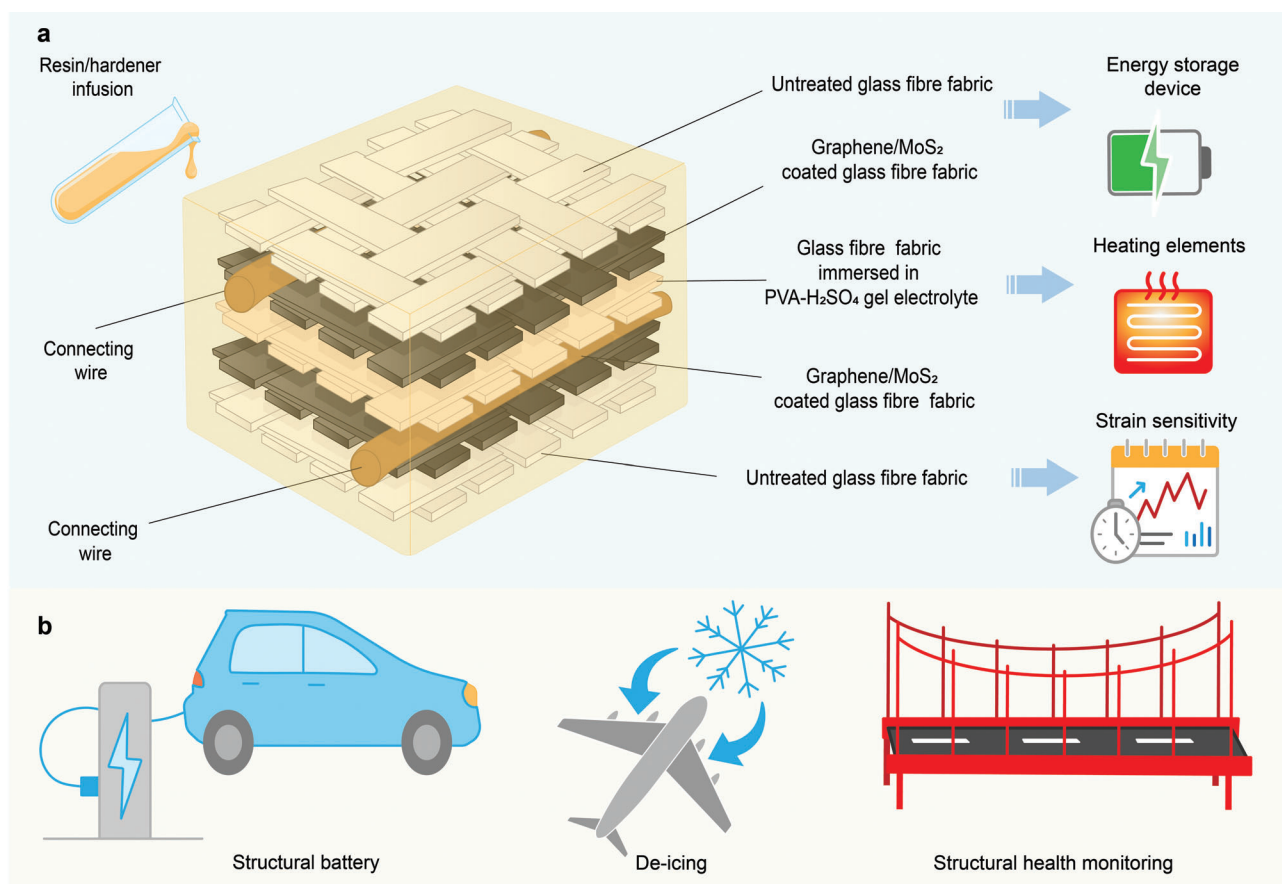 a
Resin/hardener
infusion
Untreated glass fibre fabric
Energy storage
device
Graphene/MoS₂
coated glass fibre fabric
Glass fibre fabric
immersed in
PVA-H₂SO₄ gel electrolyte
Heating elements
Connecting
wire
Graphene/MoS₂
coated glass fibre fabric
Strain sensitivity
Untreated glass fibre fabric
Connecting
wire
b
Structural battery
De-icing
Structural health monitoring